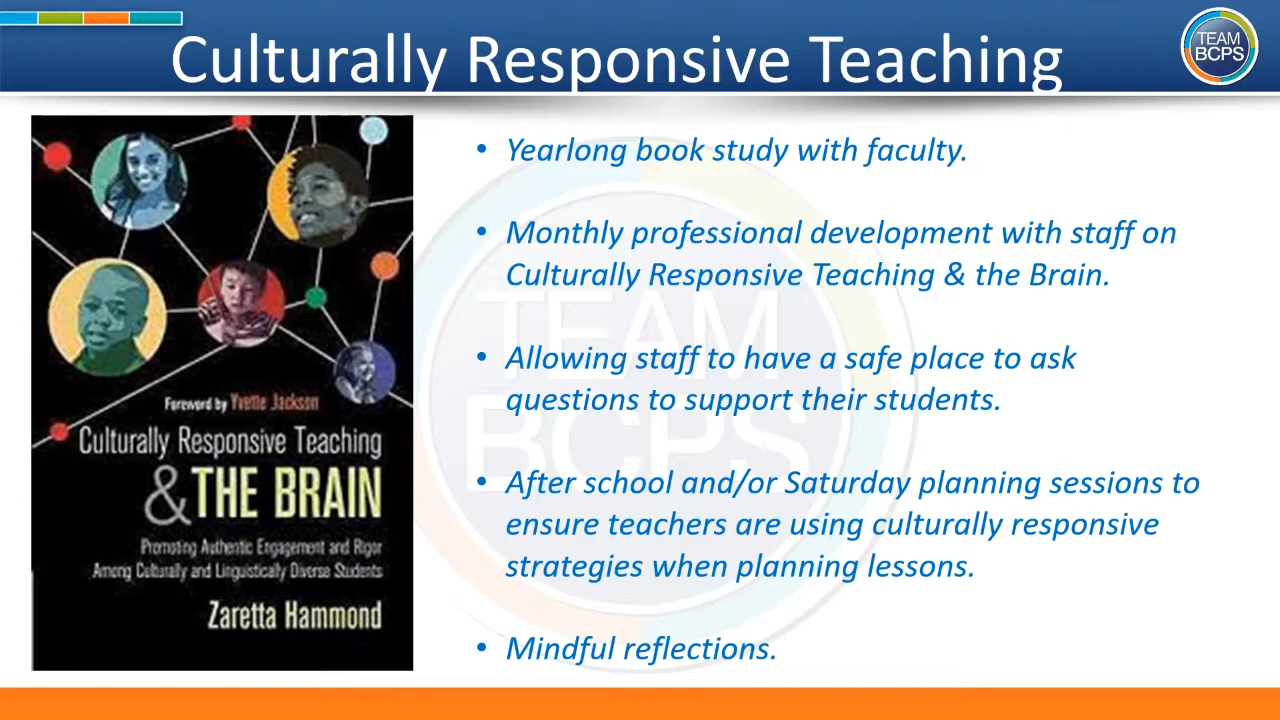 Culturally Responsive Teaching
TEAM
BCPS
Foreword by Yvette Jackson
Culturally Responsive Teaching
& THE BRAIN
Promoting Authentic Engagement and Rigor
Among Culturally and Linguistically Diverse Students
Zaretta Hammond
• Yearlong book study with faculty.
• Monthly professional development with staff on
Culturally Responsive Teaching & the Brain.
• Allowing staff to have a safe place to ask
questions to support their students.
• After school and/or Saturday planning sessions to
ensure teachers are using culturally responsive
strategies when planning lessons.
• Mindful reflections.
TEAM
BCPS